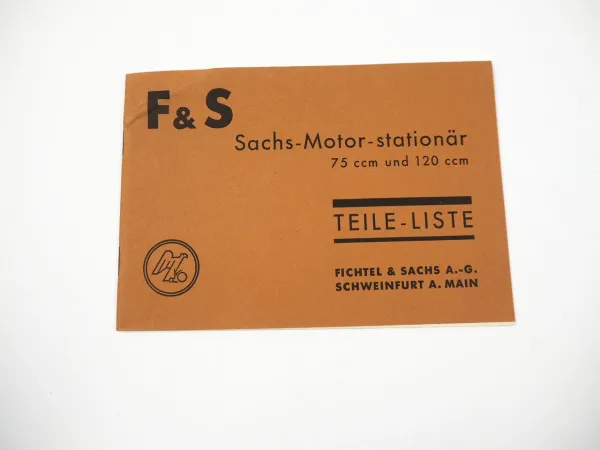 F & S
Sachs-Motor-stationär
75 ccm und 120 ccm
TEILE-LISTE
FICHTEL & SACHS A.-G.
SCHWEINFURT A. MAIN